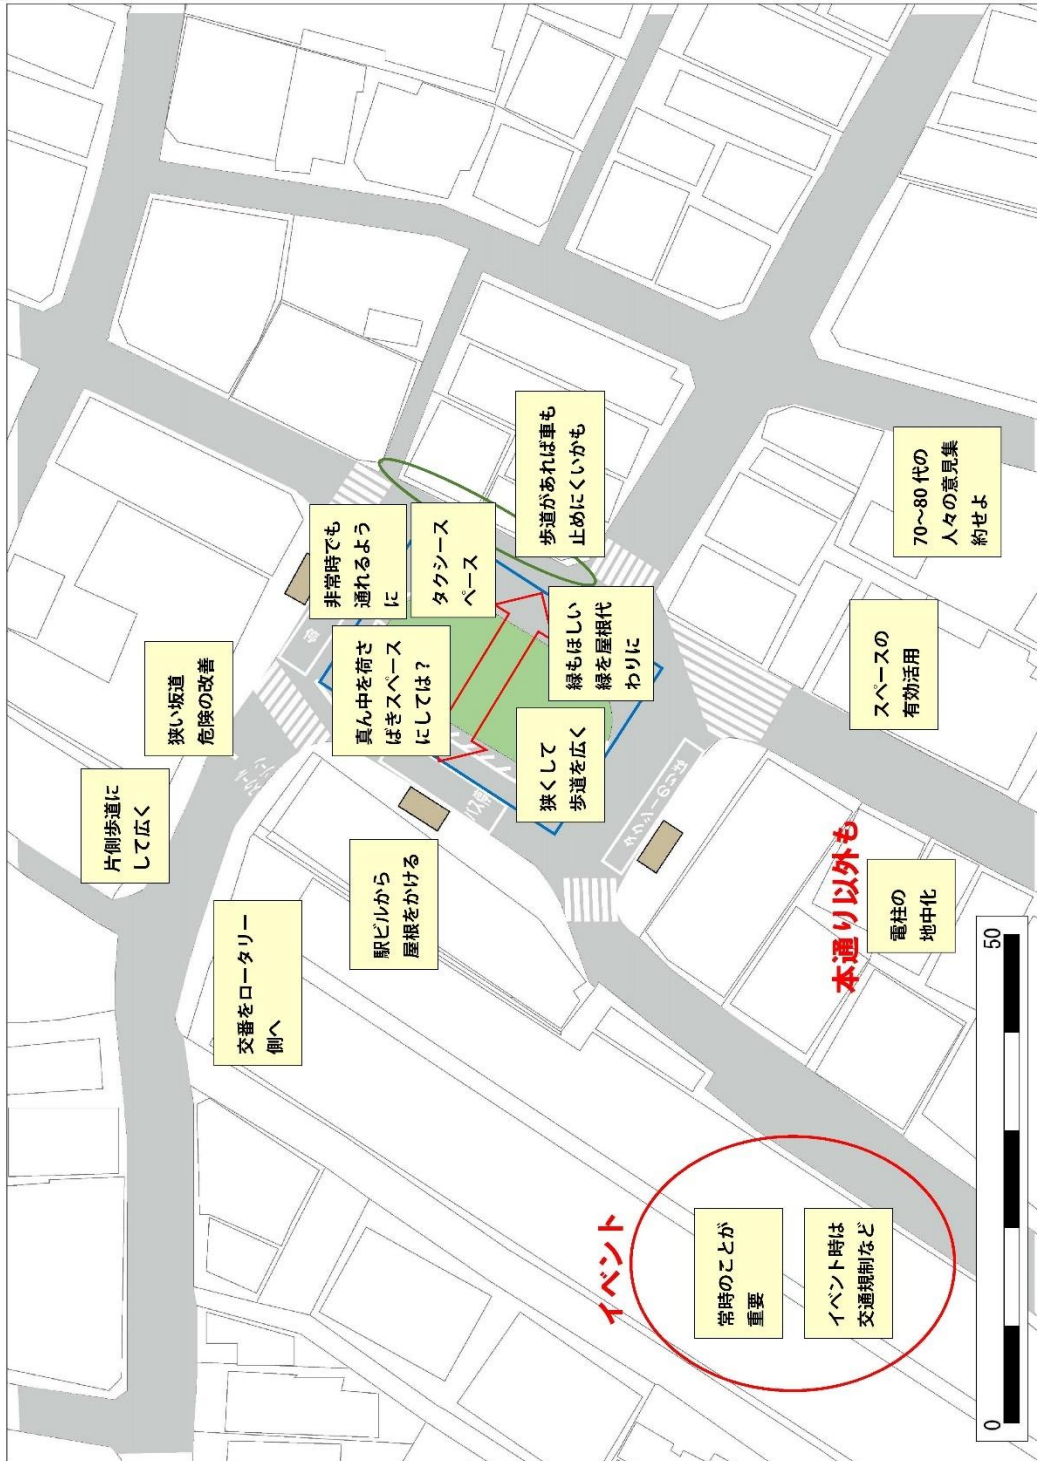 片側歩道に
して広く
狭い坂道
危険の改善
交番をロータリー
側へ
非常時でも
通れるよう
に
真ん中を荷さ
ばきスペース
にしては？
駅ビルから
屋根をかける
タクシース
ペース
歩道があれば車も
止めにくいかも
緑もほしい
緑を屋根代
わりに
狭くして
歩道を広く
イベント
常時のことが
重要
イベント時は
交通規制など
本通り以外も
電柱の
地中化
スペースの
有効活用
70～80 代の
人々の意見集
約せよ
0
50